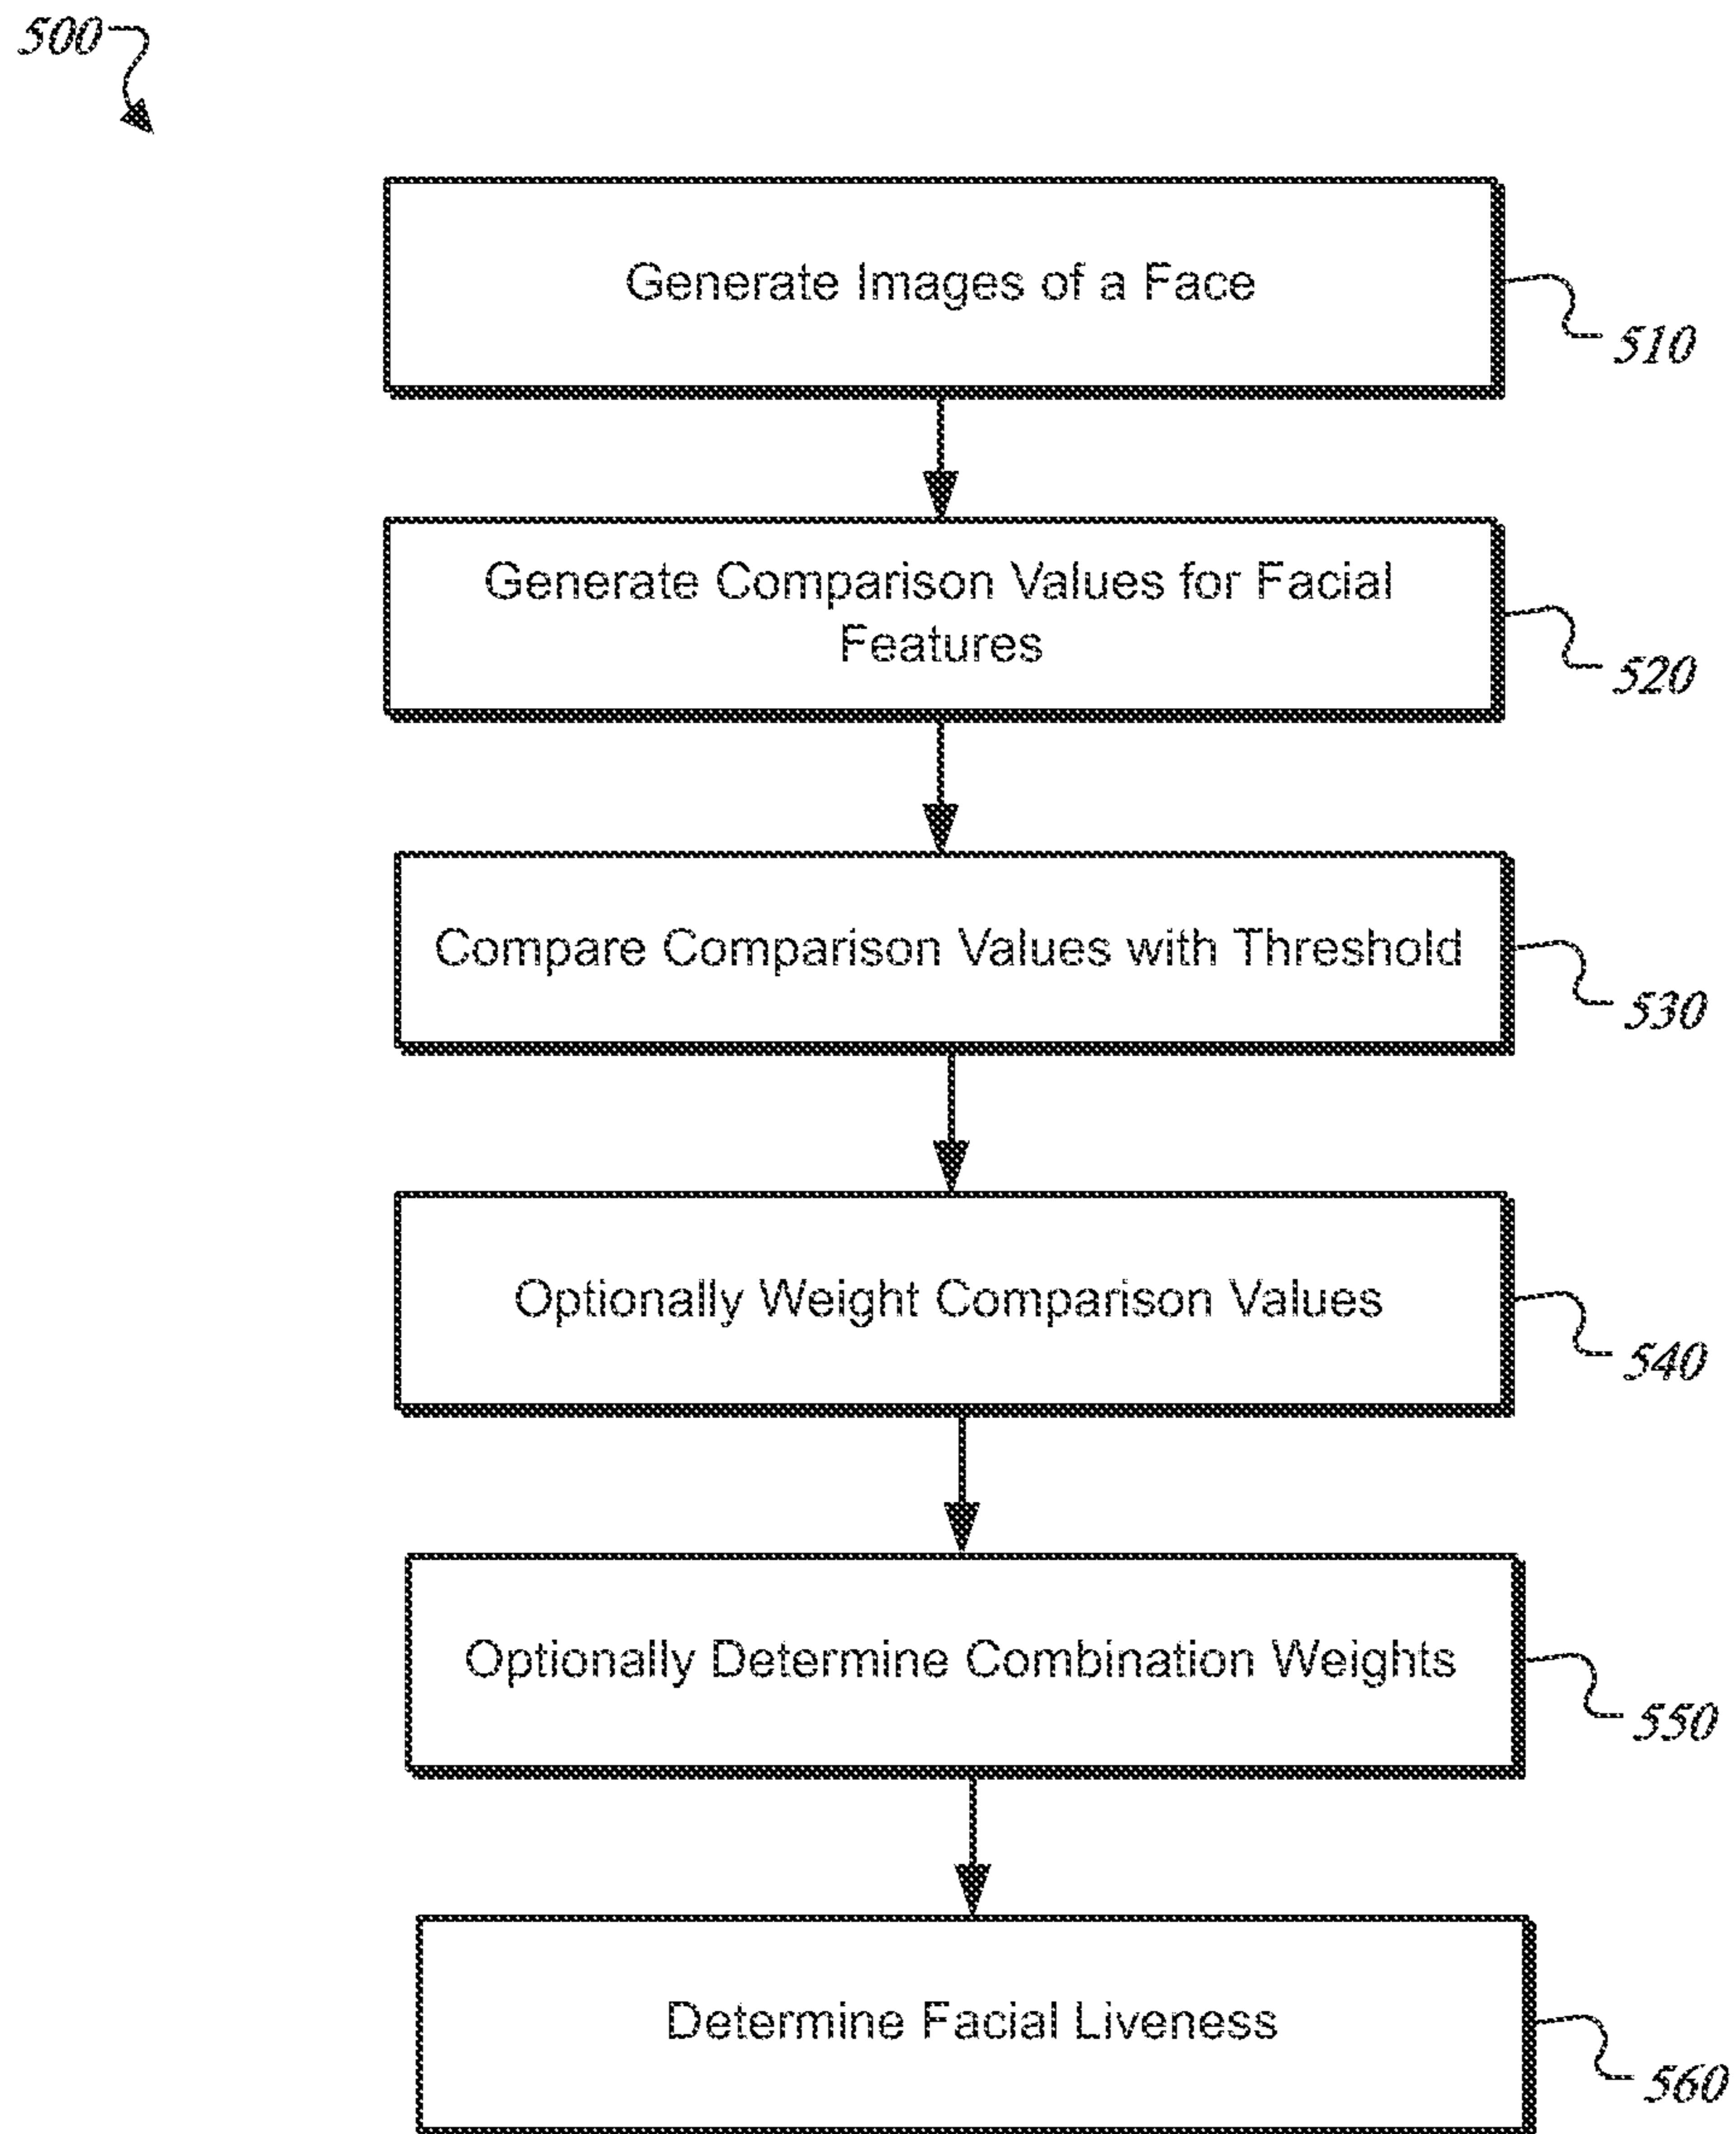 500
Generate Images of a Face
510
Generate Comparison Values for Facial
Features
520
Compare Comparison Values with Threshold
530
Optionally Weight Comparison Values
540
Optionally Determine Combination Weights
550
Determine Facial Liveness
560